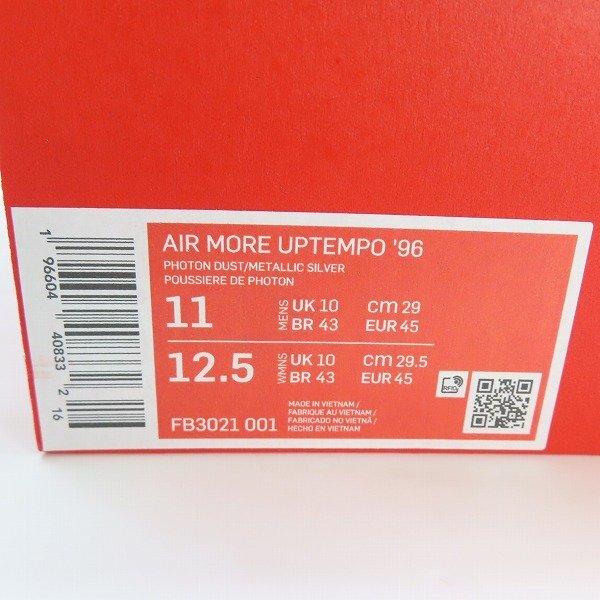 1 96604 40833 2 16
AIR MORE UPTEMPO '96
PHOTON DUST/METALLIC SILVER
POUSSIERE DE PHOTON
11 MENS UK 10 CM 29
BR 43 EUR 45
12.5 WMNS UK 10 CM 29.5
BR 43 EUR 45
FB3021 001
MADE IN VIETNAM/
FABRIQUE AU VIETNAM/
FABRICADO NO VIETNÃ/
HECHO EN VIETNAM
RFID